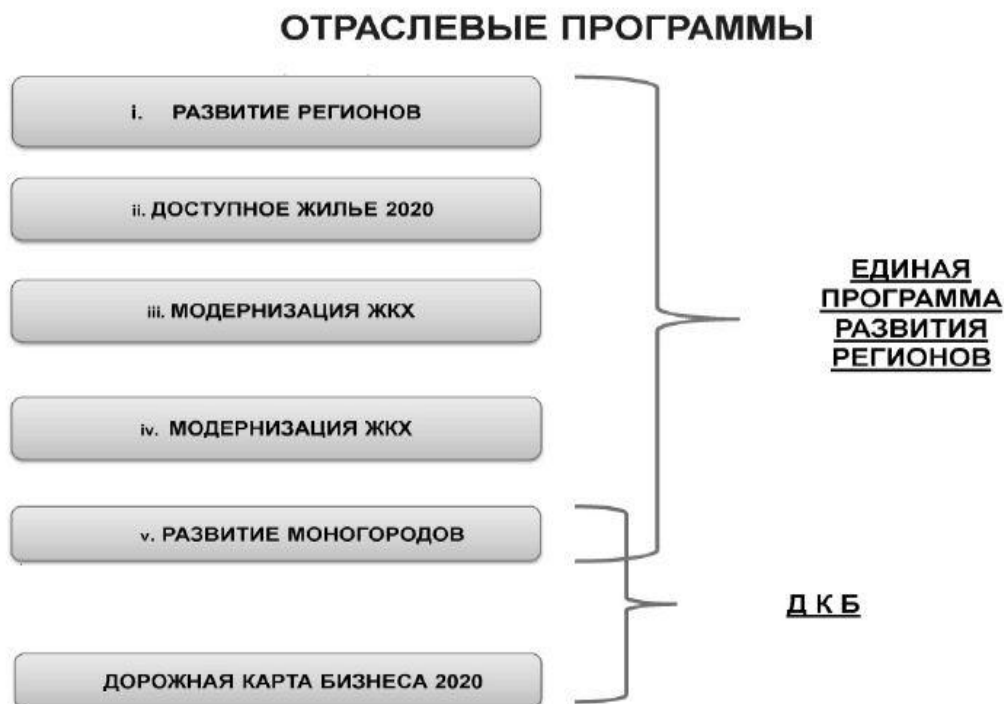 ОТРАСЛЕВЫЕ ПРОГРАММЫ
i. РАЗВИТИЕ РЕГИОНОВ
ii. ДОСТУПНОЕ ЖИЛЬЕ 2020
iii. МОДЕРНИЗАЦИЯ ЖКХ
iv. МОДЕРНИЗАЦИЯ ЖКХ
v. РАЗВИТИЕ МОНОГОРОДОВ
ДОРОЖНАЯ КАРТА БИЗНЕСА 2020
ЕДИНАЯ
ПРОГРАММА
РАЗВИТИЯ
РЕГИОНОВ
Д К Б